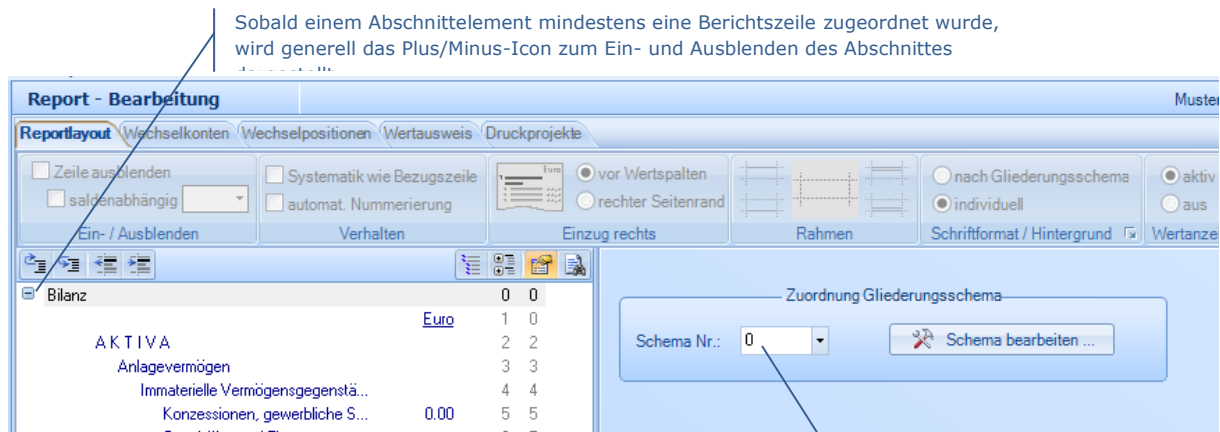 Sobald einem Abschnittelement mindestens eine Berichtszeile zugeordnet wurde,
wird generell das Plus/Minus-Icon zum Ein- und Ausblenden des Abschnittes
Report - Bearbeitung
Muster
Reportlayout Wechselkonten Wechselpositionen Wertausweis Druckprojekte
Zeile ausblenden
saldenabhängig
Ein- / Ausblenden
Systematik wie Bezugszeile
automat. Nummerierung
Verhalten
Euro
vor Wertspalten
rechter Seitenrand
Einzug rechts
Rahmen
nach Gliederungsschema
individuell
Schriftformat / Hintergrund
aktiv
aus
Wertanze
Bilanz 0 0
Euro 1 0
A K T I V A 2 2
Anlagevermögen 3 3
Immaterielle Vermögensgegenstä... 4 4
Konzessionen, gewerbliche S... 0.00 5 5
Zuordnung Gliederungsschema
Schema Nr.: 0
Schema bearbeiten ...